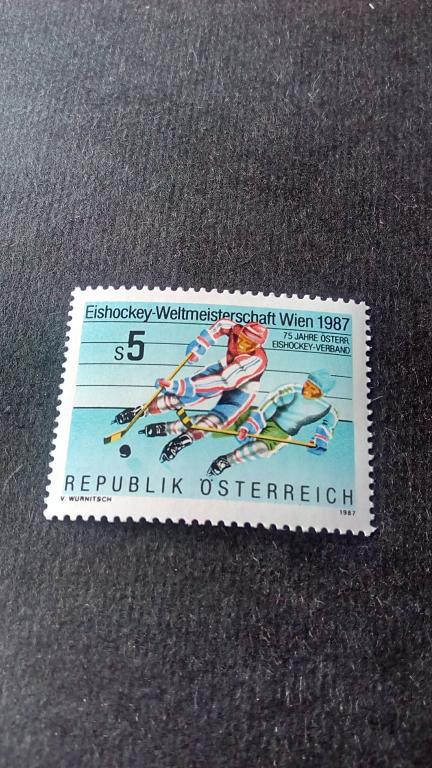 Eishockey-Weltmeisterschaft Wien 1987
75 JAHRE ÖSTERR.
EISHOCKEY-VERBAND
S5
REPUBLIK ÖSTERREICH
V. WURNITSCH
1987